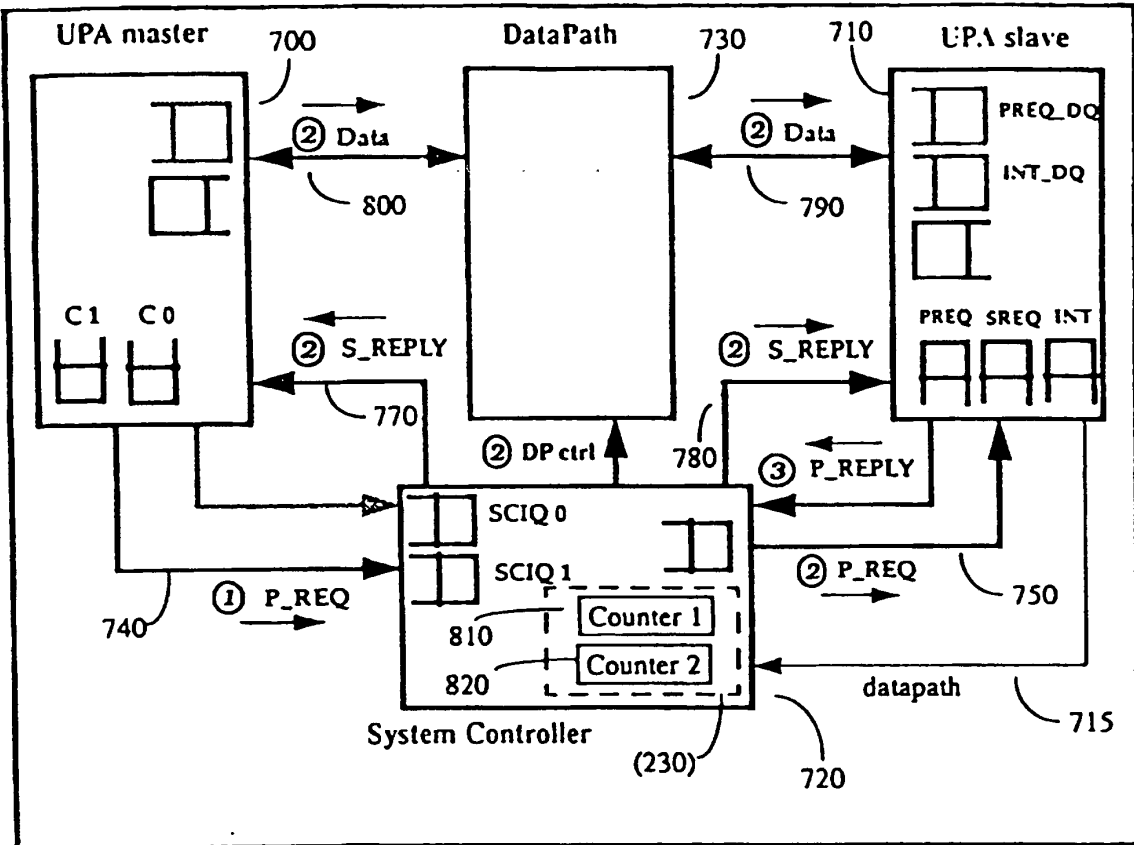 UPA master
700
DataPath
730
710
UPA slave
② Data
800
② Data
790
PREQ_DQ
INT_DQ
C 1
C 0
PREQ
SREQ
INT
② S_REPLY
770
② S_REPLY
780
② DP ctrl
③ P_REPLY
SCIQ 0
SCIQ 1
① P_REQ
740
② P_REQ
750
810
Counter 1
820
Counter 2
datapath
715
System Controller
(230)
720